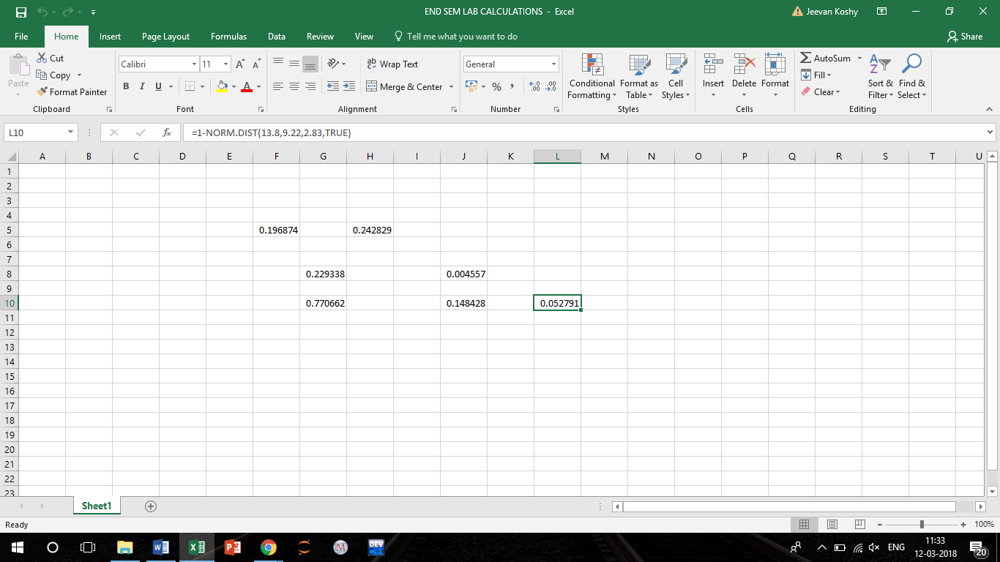 END SEM LAB CALCULATIONS - Excel
Jeevan Koshy
File Home Insert Page Layout Formulas Data Review View Tell me what you want to do Share
Paste
Cut
Copy
Format Painter
Clipboard
Calibri 11
B I U
Font
Wrap Text
Merge & Center
Alignment
General
%
Number
Conditional Formatting
Format as Table
Cell Styles
Styles
Insert Delete Format
Cells
AutoSum
Fill
Clear
Sort & Filter
Find & Select
Editing
L10 fx =1-NORM.DIST(13.8,9.22,2.83,TRUE)
A B C D E F G H I J K L M N O P Q R S T U
1
2
3
4
5 0.196874 0.242829
6
7
8 0.229338 0.004557
9
10 0.770662 0.148428 0.052791
11
12
13
14
15
16
17
18
19
20
21
22
23
Sheet1
Ready 100%
DEV
ENG
11:33
12-03-2018
20